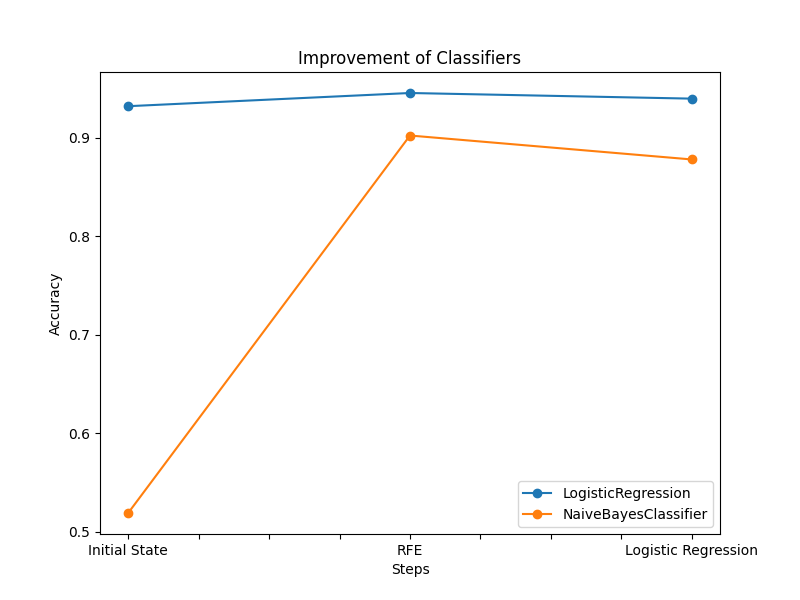 Improvement of Classifiers
Accuracy
0.9
0.8
0.7
0.6
0.5
LogisticRegression
NaiveBayesClassifier
Initial State
RFE
Logistic Regression
Steps